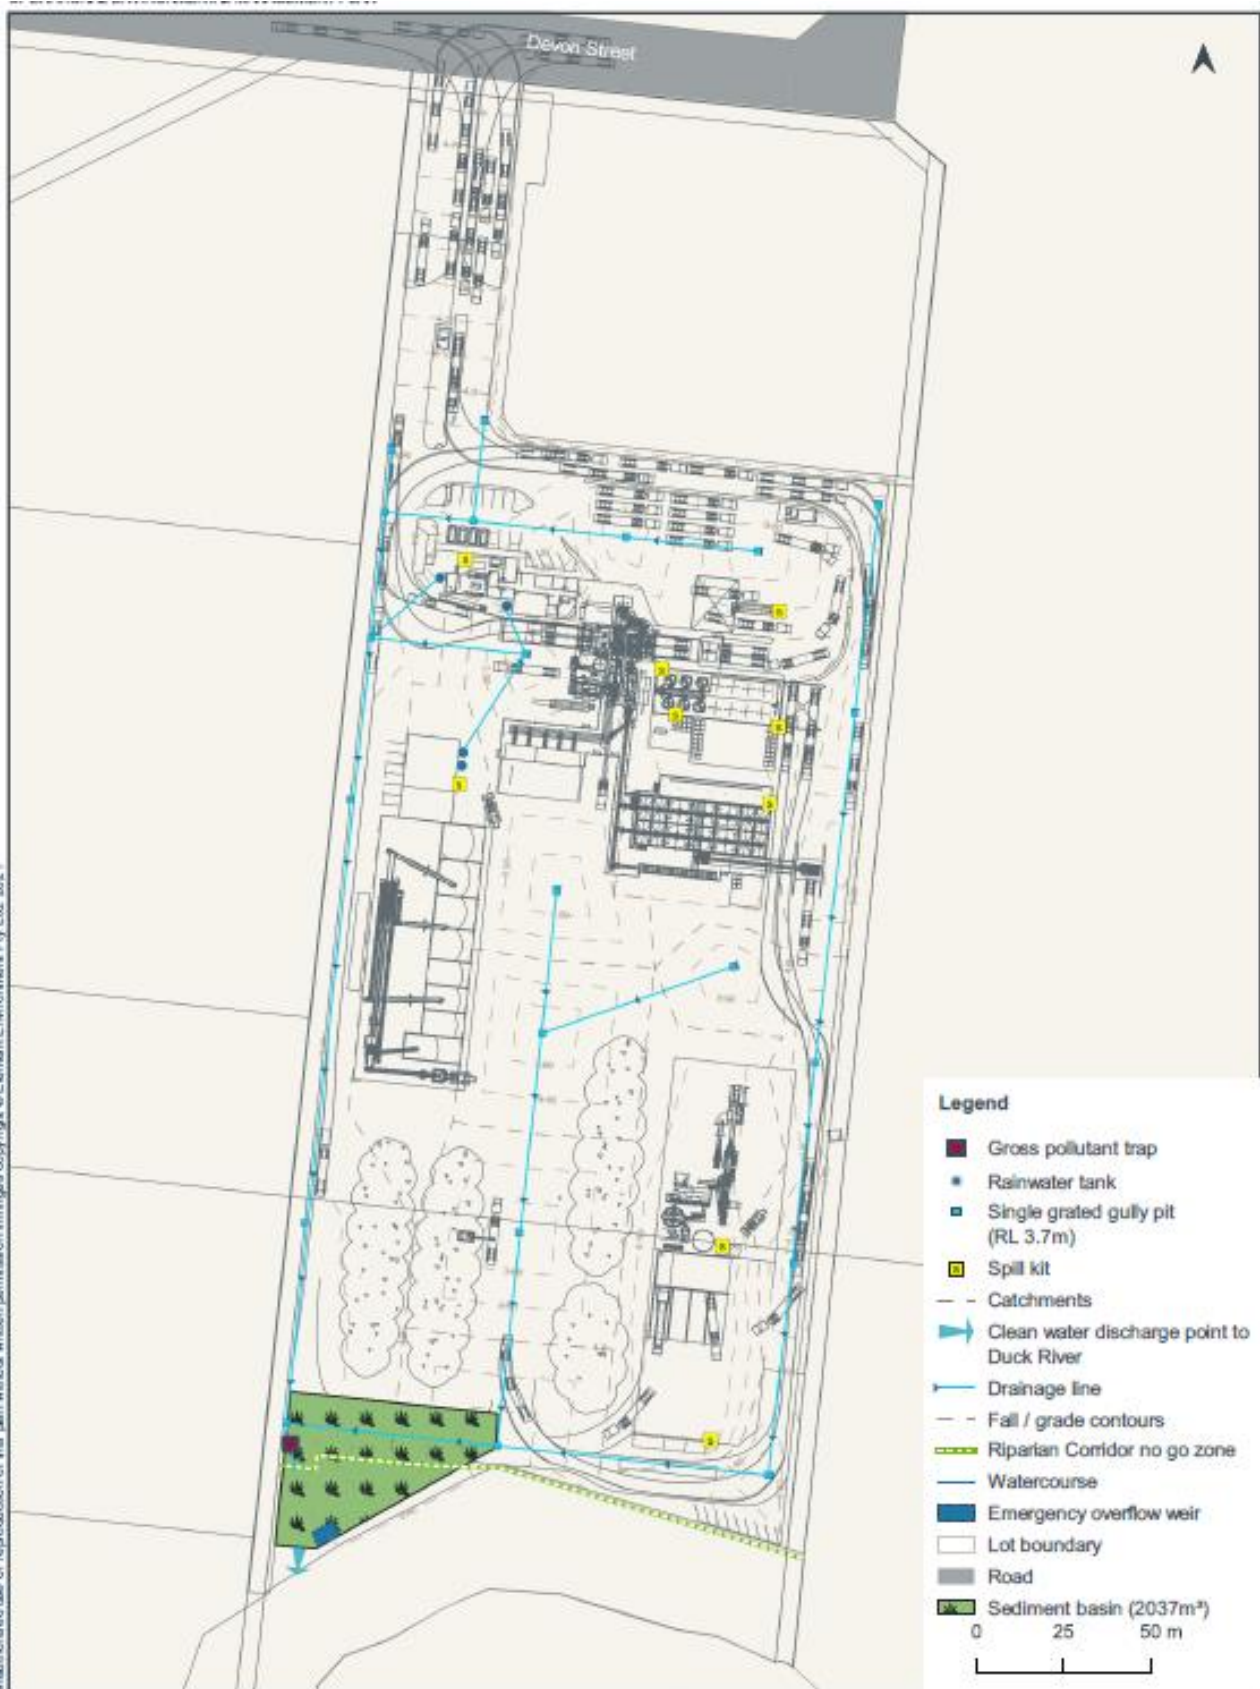 Devon Street
Legend
Gross pollutant trap
Rainwater tank
Single grated gully pit
(RL 3.7m)
Spill kit
Catchments
Clean water discharge point to
Duck River
Drainage line
Fall / grade contours
Riparian Corridor no go zone
Watercourse
Emergency overflow weir
Lot boundary
Road
Sediment basin (2037m³)
0 25 50 m